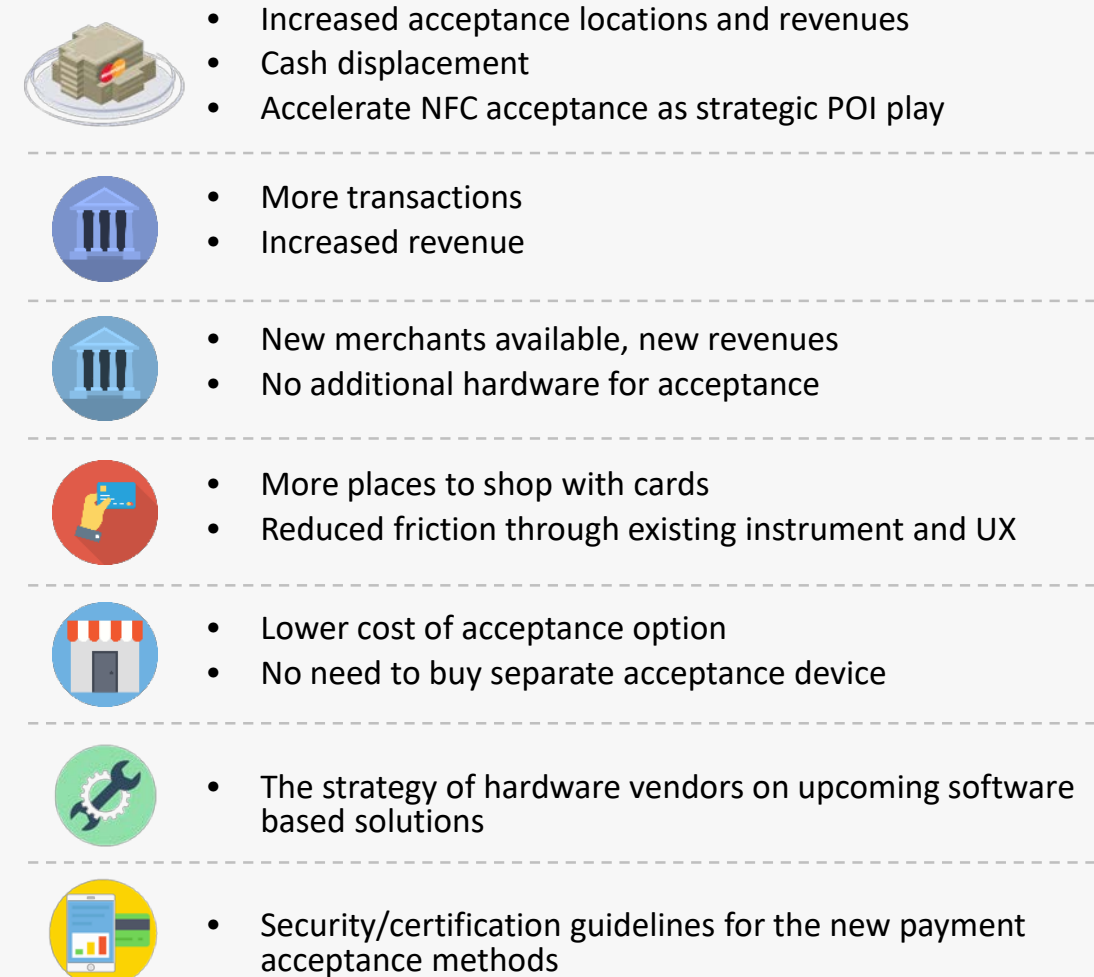 • Increased acceptance locations and revenues
• Cash displacement
• Accelerate NFC acceptance as strategic POI play
• More transactions
• Increased revenue
• New merchants available, new revenues
• No additional hardware for acceptance
• More places to shop with cards
• Reduced friction through existing instrument and UX
• Lower cost of acceptance option
• No need to buy separate acceptance device
• The strategy of hardware vendors on upcoming software
based solutions
• Security/certification guidelines for the new payment
acceptance methods